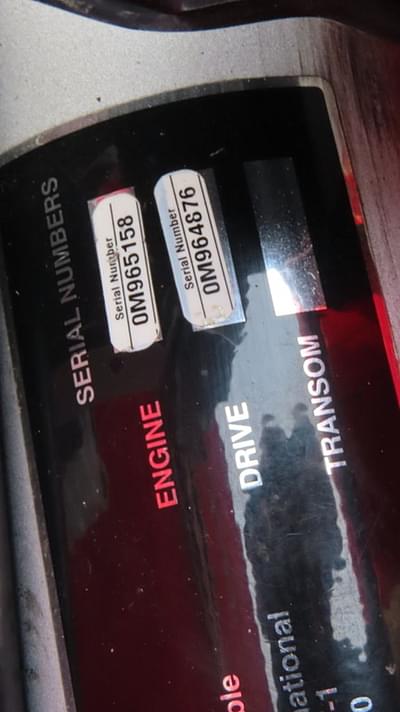 SERIAL NUMBERS
Serial Number
0M965158
ENGINE
Serial Number
0M964876
DRIVE
TRANSOM